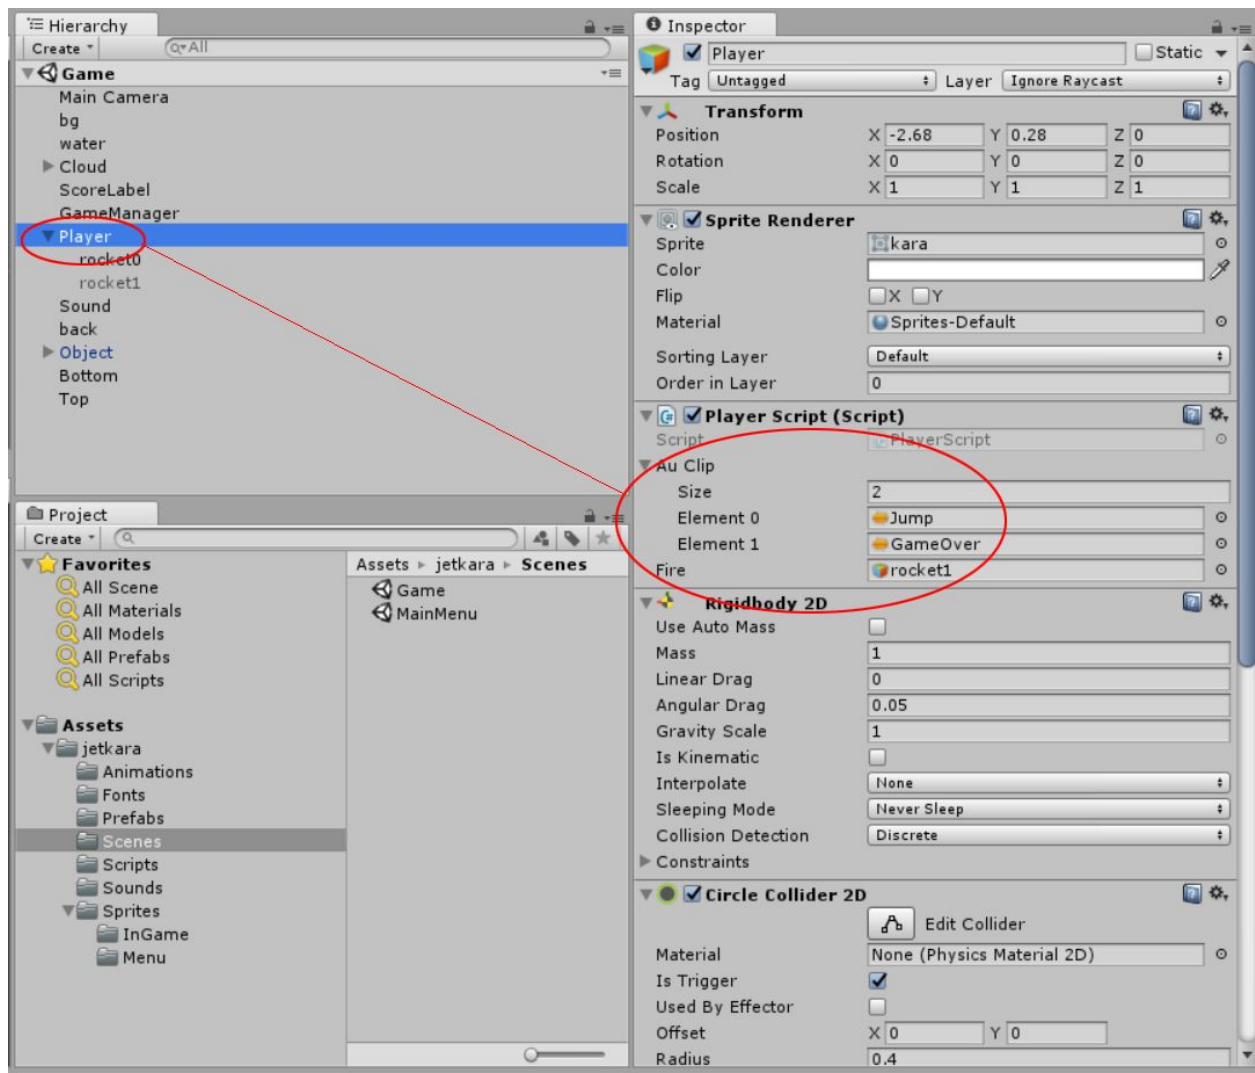 Hierarchy
Create
All
Game
Main Camera
bg
water
Cloud
ScoreLabel
GameManager
Player
rocket0
rocket1
Sound
back
Object
Bottom
Top
Project
Create
Favorites
All Scene
All Materials
All Models
All Prefabs
All Scripts
Assets
jetkara
Animations
Fonts
Prefabs
Scenes
Scripts
Sounds
Sprites
InGame
Menu
Assets jetkara Scenes
Game
MainMenu
Inspector
Player Static
Tag Untagged Layer Ignore Raycast
Transform
Position X -2.68 Y 0.28 Z 0
Rotation X 0 Y 0 Z 0
Scale X 1 Y 1 Z 1
Sprite Renderer
Sprite kara
Color
Flip X Y
Material Sprites-Default
Sorting Layer Default
Order in Layer 0
Player Script (Script)
Script PlayerScript
Au Clip
Size 2
Element 0 Jump
Element 1 GameOver
Fire rocket1
Rigidbody 2D
Use Auto Mass
Mass 1
Linear Drag 0
Angular Drag 0.05
Gravity Scale 1
Is Kinematic
Interpolate None
Sleeping Mode Never Sleep
Collision Detection Discrete
Constraints
Circle Collider 2D
Edit Collider
Material None (Physics Material 2D)
Is Trigger
Used By Effector
Offset X 0 Y 0
Radius 0.4